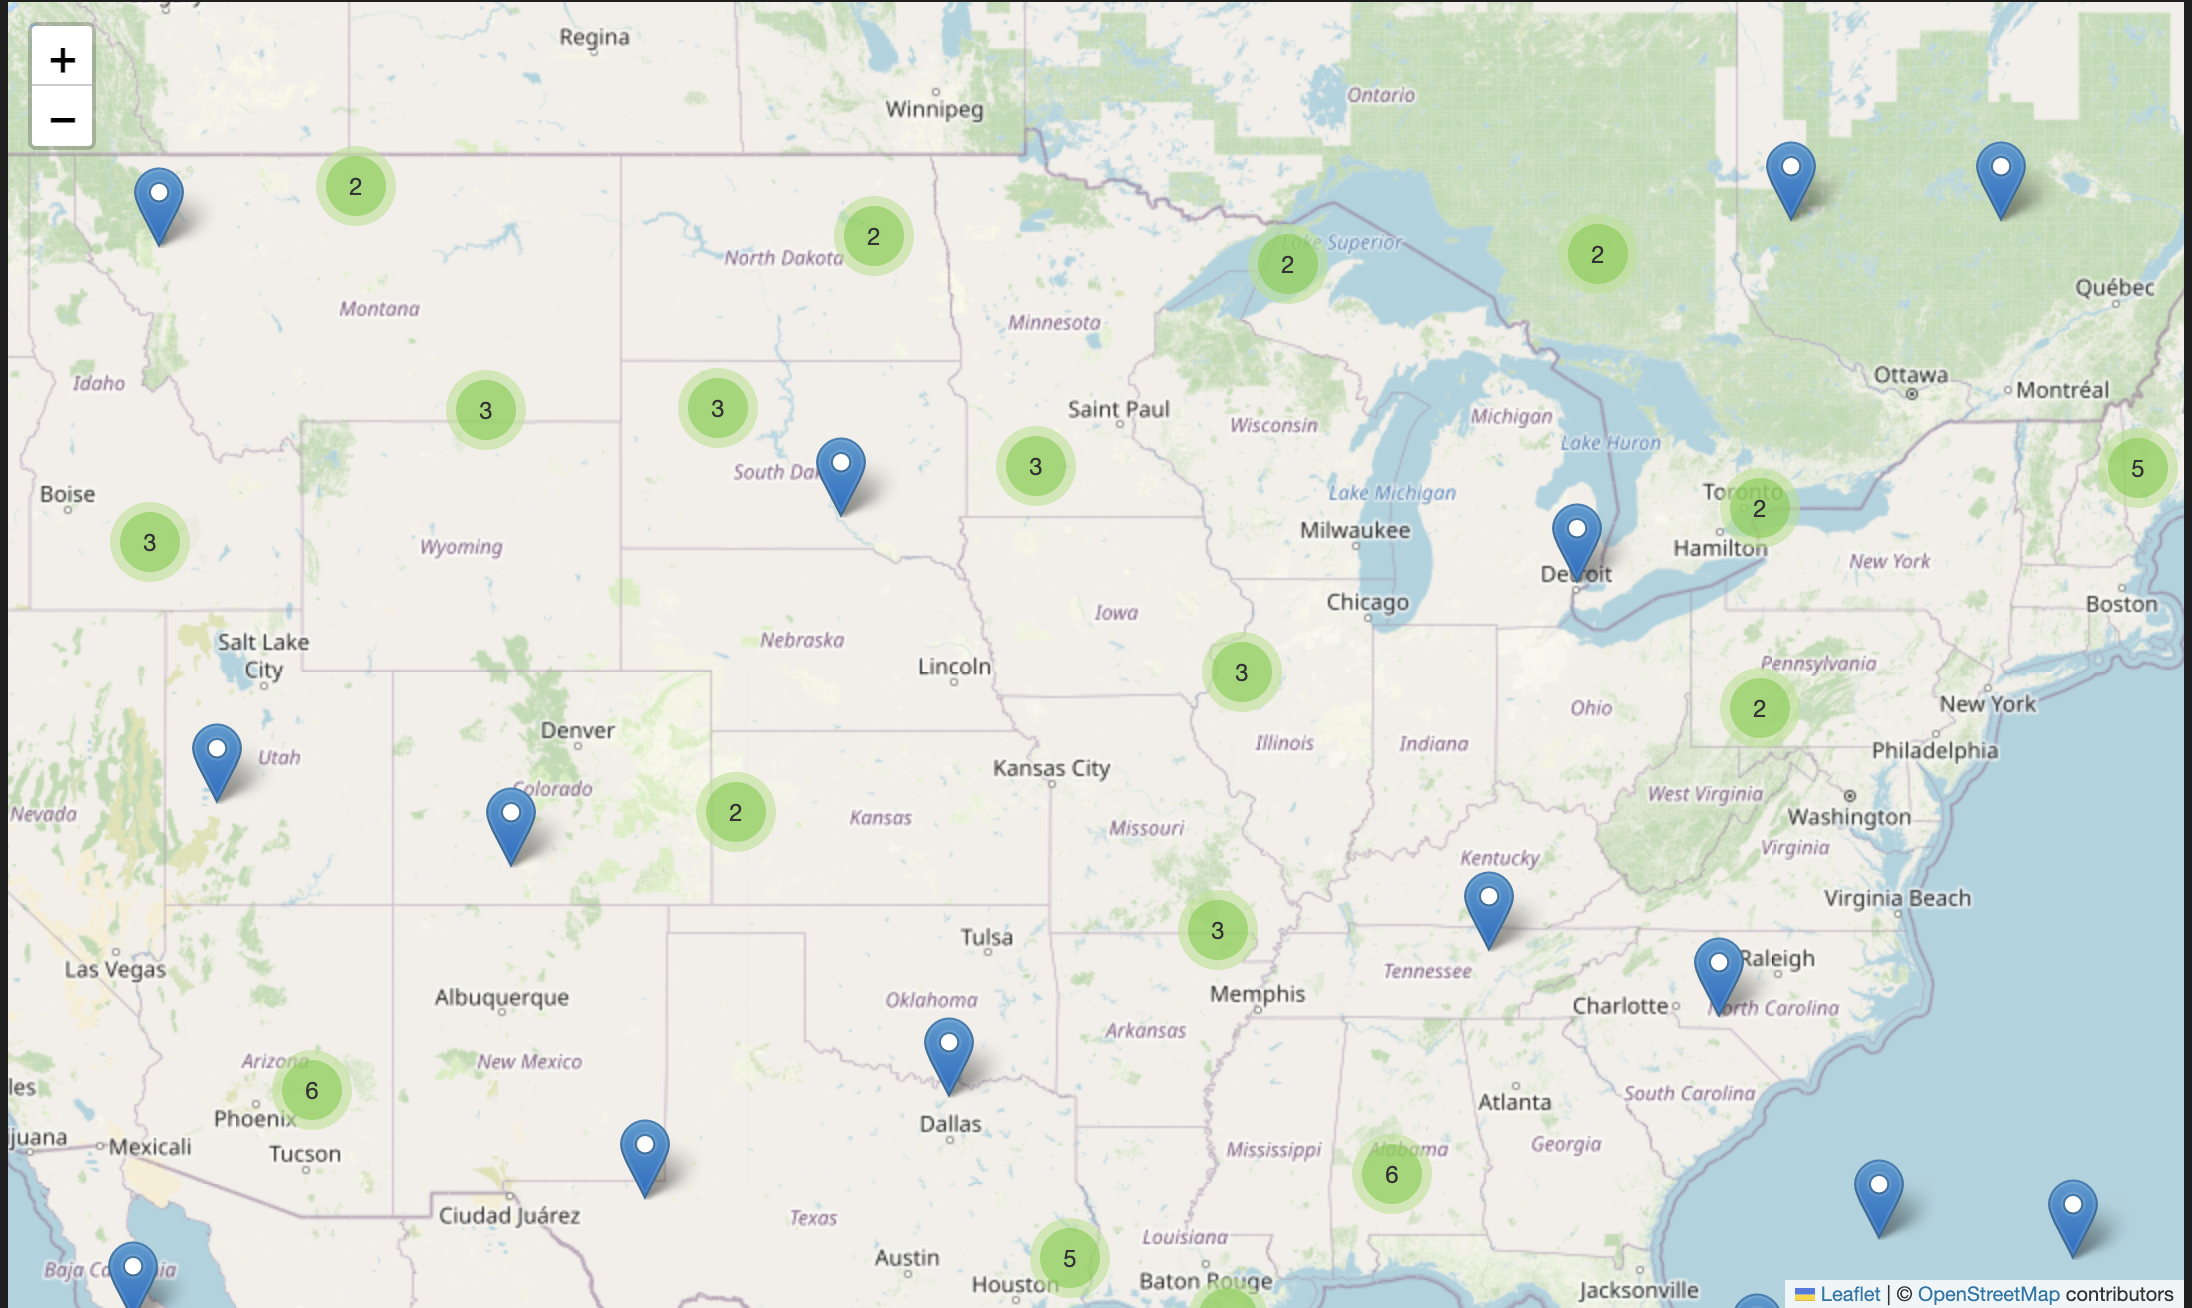 +
−
Regina
Winnipeg
Ontario
2
2
North Dakota
2
Lake Superior
2
Québec
Montana
Minnesota
Idaho
Ottawa
Montréal
3
3
Saint Paul
Wisconsin
Michigan
Lake Huron
3
South Da
5
Boise
Lake Michigan
Toronto
2
Milwaukee
3
Wyoming
Hamilton
New York
Detroit
Chicago
Boston
Iowa
Salt Lake
City
Nebraska
Lincoln
3
Pennsylvania
New York
2
Ohio
Denver
Utah
Illinois
Indiana
Philadelphia
Kansas City
Colorado
West Virginia
Nevada
2
Kansas
Washington
Missouri
Virginia
Kentucky
Virginia Beach
3
Tulsa
Raleigh
Las Vegas
Tennessee
Albuquerque
Oklahoma
Memphis
Charlotte
North Carolina
Arkansas
Arizona
New Mexico
les
6
South Carolina
Atlanta
Phoenix
Dallas
ijuana
Mexicali
Tucson
Mississippi
Alabama
Georgia
6
Ciudad Juárez
Texas
Louisiana
Austin
5
Baja Ca
nia
Houston
Baton Rouge
Jacksonville
Leaflet | © OpenStreetMap contributors